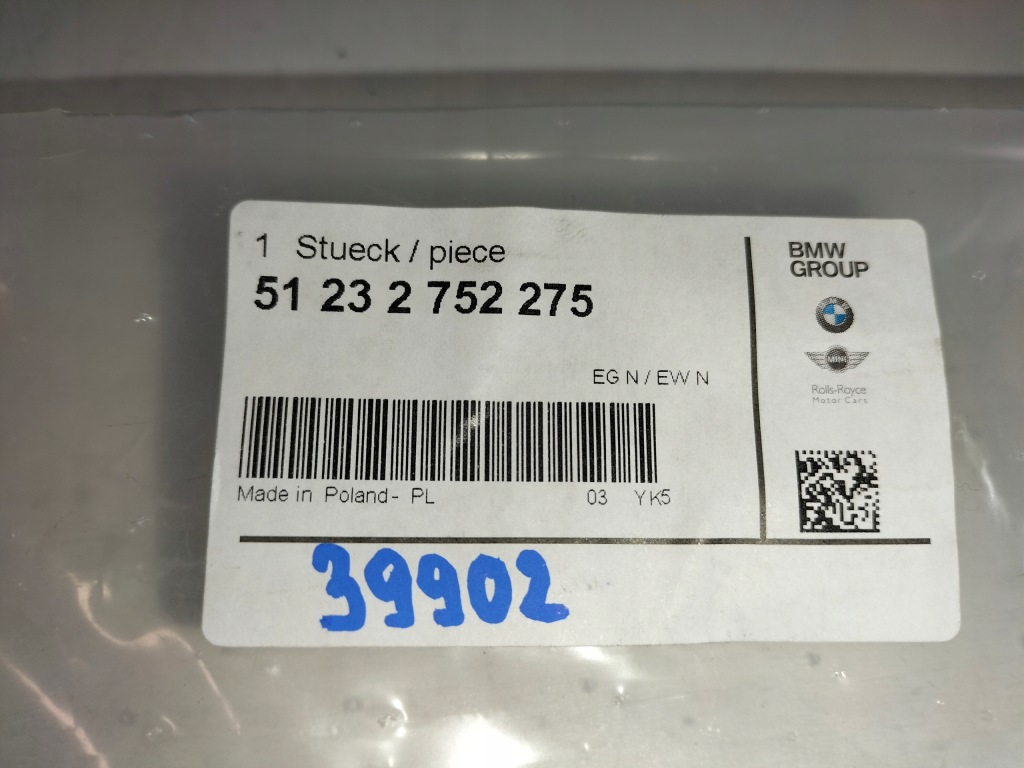 1 Stueck / piece
51 23 2 752 275
EG N / EW N
Made in Poland - PL 03 YK5
39902
BMW
GROUP
MINI
Rolls-Royce
Motor Cars